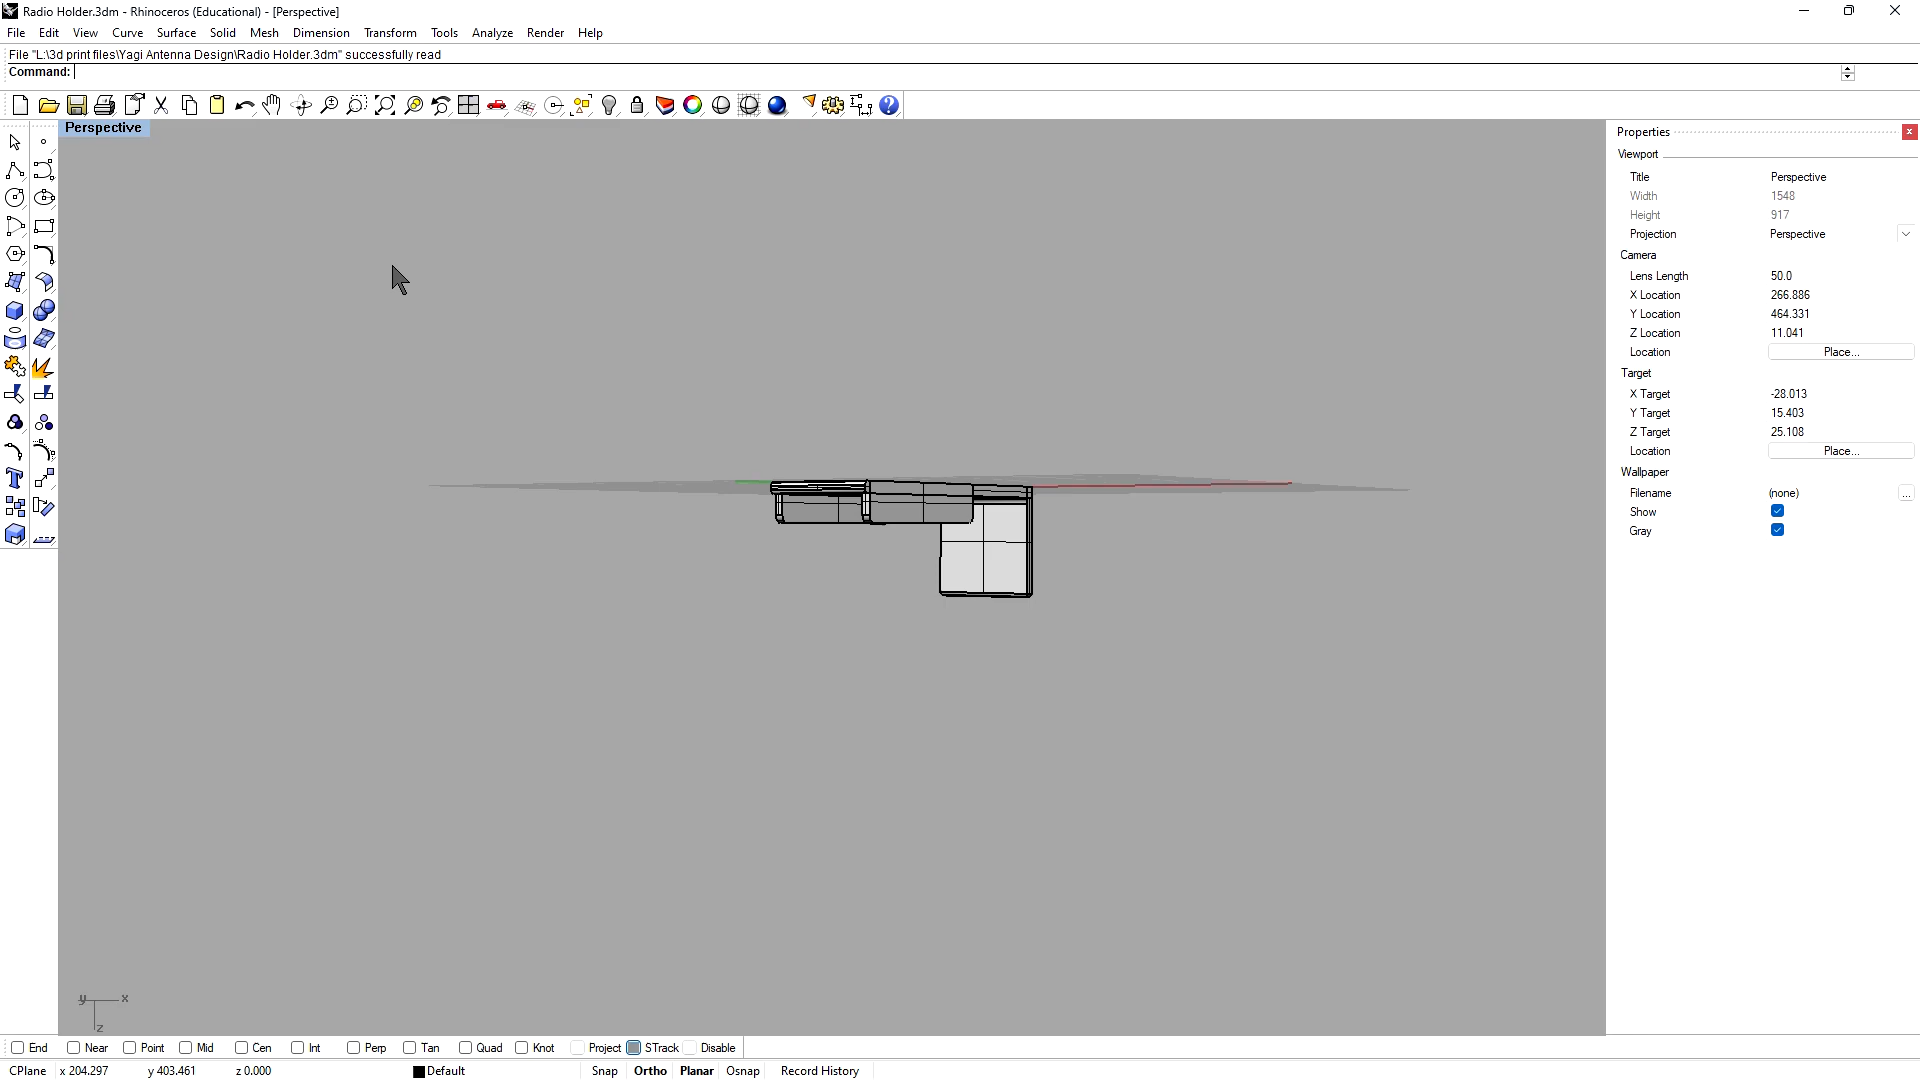 Radio Holder.3dm - Rhinoceros (Educational) - [Perspective]
File Edit View Curve Surface Solid Mesh Dimension Transform Tools Analyze Render Help
File "L:\3d print files\Yagi Antenna Design\Radio Holder.3dm" successfully read
Command:
Perspective
Properties
Viewport
Title Perspective
Width 1548
Height 917
Projection Perspective
Camera
Lens Length 50.0
X Location 266.886
Y Location 464.331
Z Location 11.041
Location Place...
Target
X Target -28.013
Y Target 15.403
Z Target 25.108
Location Place...
Wallpaper
Filename (none) ...
Show
Gray
y x
z
End Near Point Mid Cen Int Perp Tan Quad Knot Project STrack Disable
CPlane x 204.297 y 403.461 z 0.000 Default Snap Ortho Planar Osnap Record History